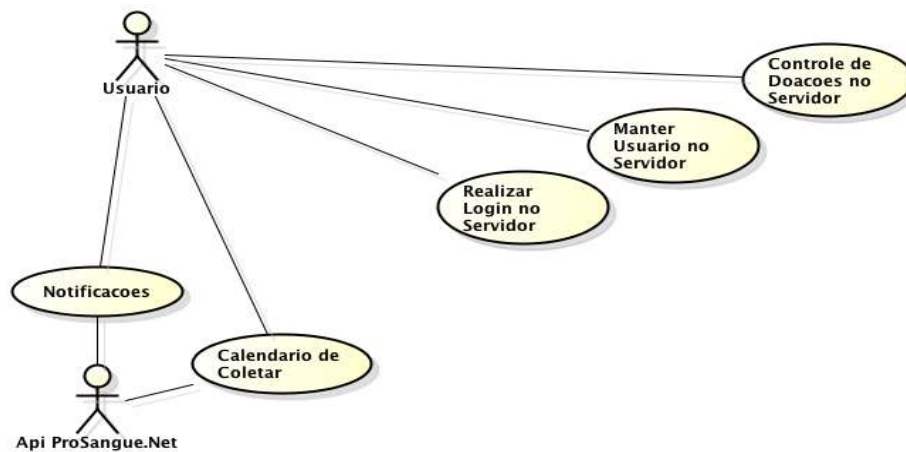 Usuario
Controle de
Doacoes no
Servidor
Manter
Usuario no
Servidor
Realizar
Login no
Servidor
Notificacoes
Calendario de
Coletar
Api ProSangue.Net